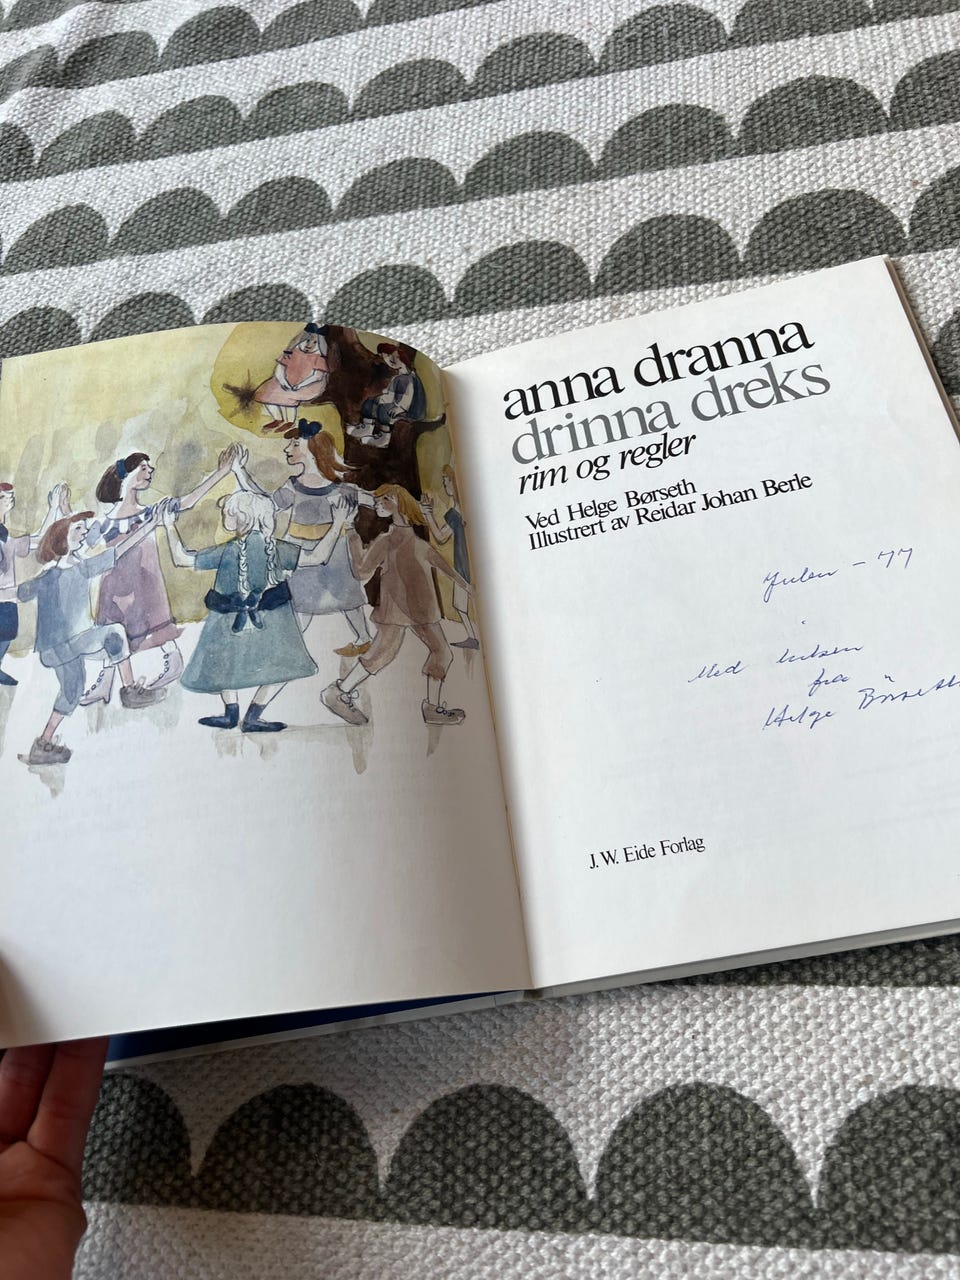 anna dranna
drinna dreks
rim og regler
Ved Helge Børseth
Illustrert av Reidar Johan Berle
Julen - 77
Med hilsen
fra
Helge Börseth
J. W. Eide Forlag